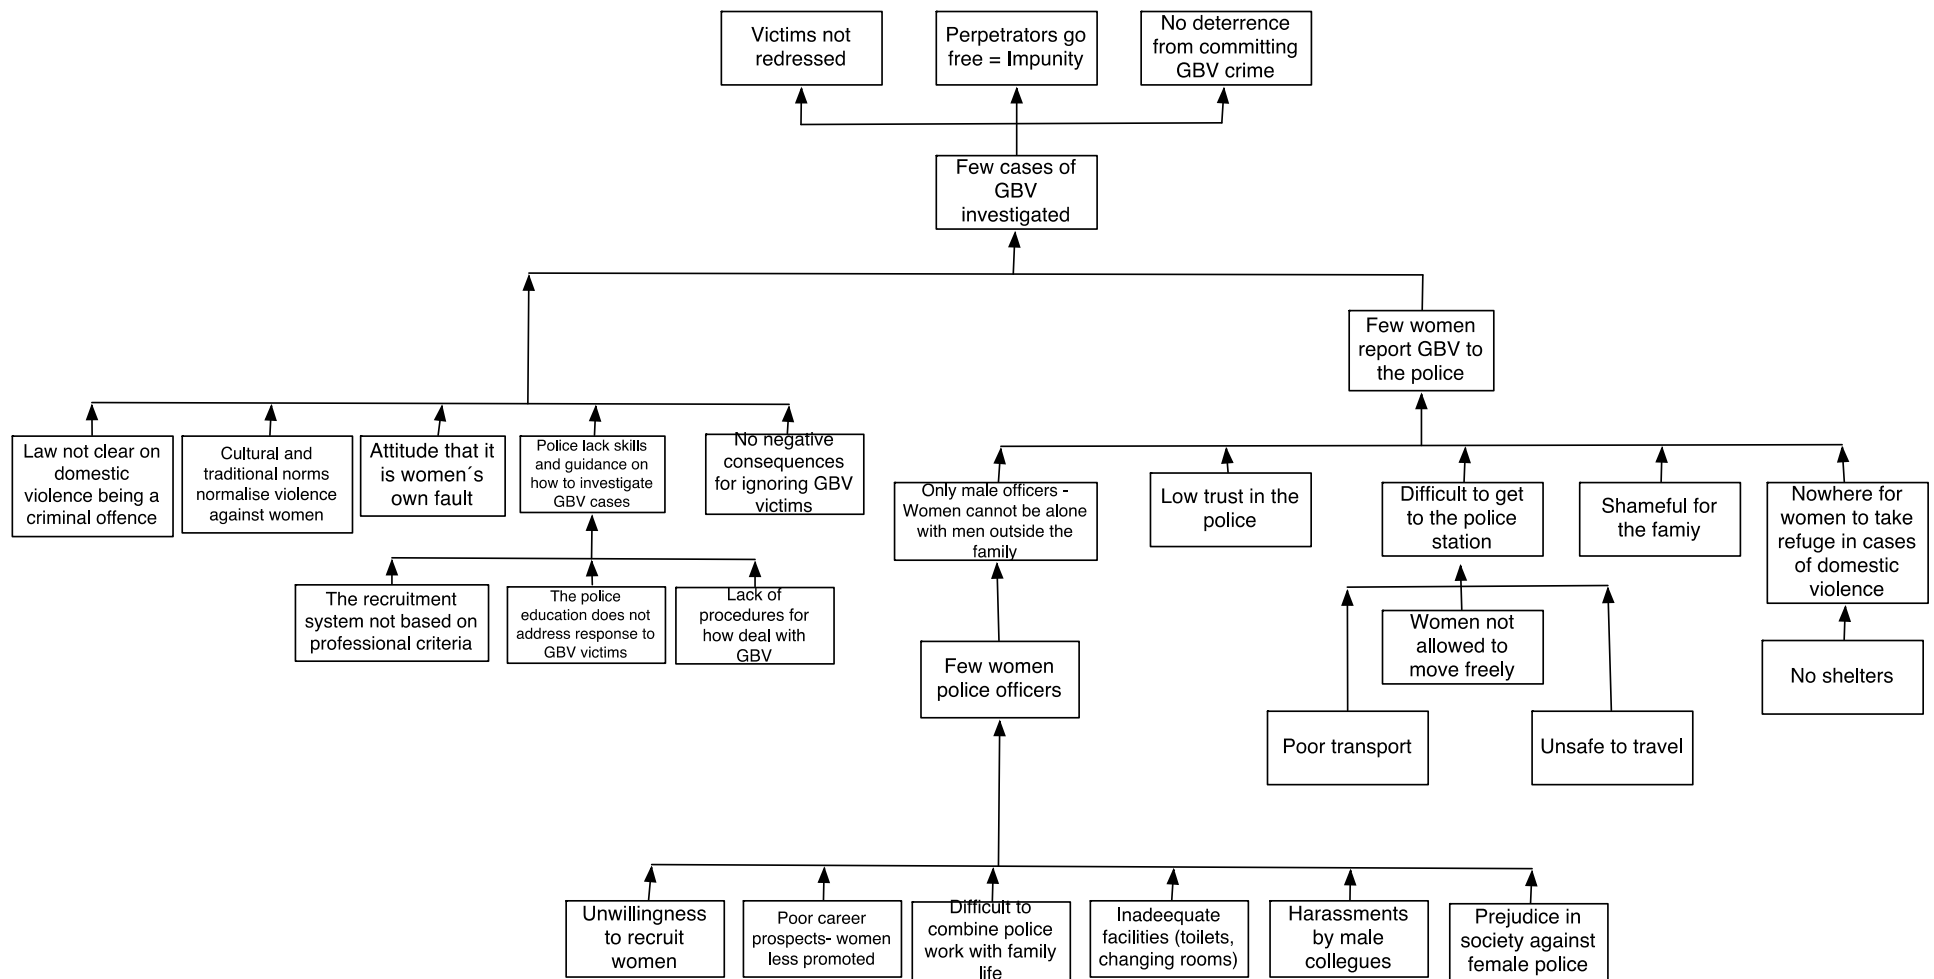 Victims not
redressed
Perpetrators go
free = Impunity
No deterrence
from committing
GBV crime
Few cases of
GBV
investigated
Few women
report GBV to
the police
Law not clear on
domestic
violence being a
criminal offence
Cultural and
traditional norms
normalise violence
against women
Attitude that it
is women´s
own fault
Police lack skills
and guidance on
how to investigate
GBV cases
No negative
consequences
for ignoring GBV
victims
Only male officers -
Women cannot be alone
with men outside the
family
Low trust in the
police
Difficult to get
to the police
station
Shameful for
the famiy
Nowhere for
women to take
refuge in cases
of domestic
violence
The recruitment
system not based on
professional criteria
The police
education does not
address response to
GBV victims
Lack of
procedures for
how deal with
GBV
Few women
police officers
Women not
allowed to
move freely
No shelters
Poor transport
Unsafe to travel
Unwillingness
to recruit
women
Poor career
prospects- women
less promoted
Difficult to
combine police
work with family
life
Inadeequate
facilities (toilets,
changing rooms)
Harassments
by male
collegues
Prejudice in
society against
female police